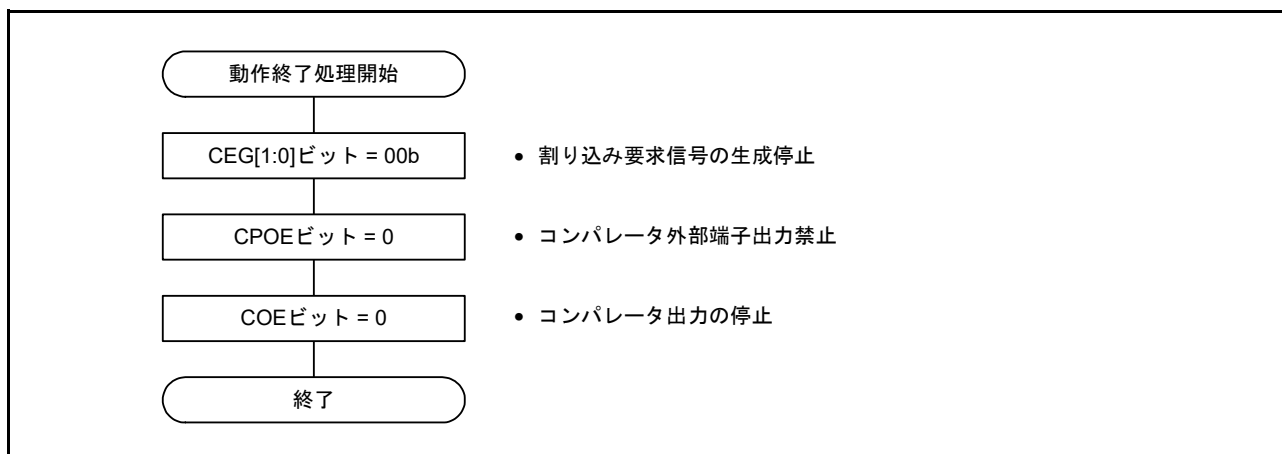 動作終了処理開始
CEG[1:0]ビット = 00b
• 割り込み要求信号の生成停止
CPOEビット = 0
• コンパレータ外部端子出力禁止
COEビット = 0
• コンパレータ出力の停止
終了